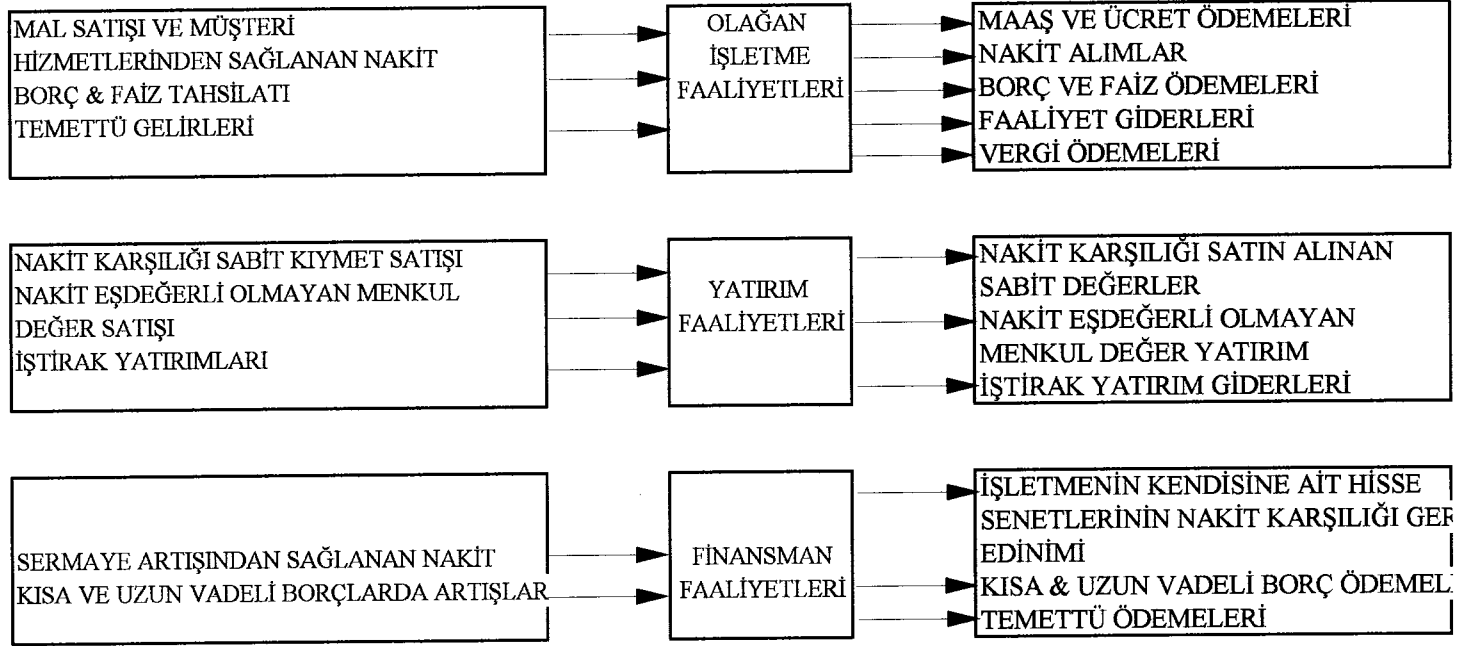 MAL SATIŞI VE MÜŞTERİ
HİZMETLERİNDEN SAĞLANAN NAKİT
BORÇ & FAİZ TAHSİLATI
TEMETTÜ GELİRLERİ
OLAĞAN
İŞLETME
FAALİYETLERİ
MAAŞ VE ÜCRET ÖDEMELERİ
NAKİT ALIMLAR
BORÇ VE FAİZ ÖDEMELERİ
FAALİYET GİDERLERİ
VERGİ ÖDEMELERİ
NAKİT KARŞILIĞI SABİT KIYMET SATIŞI
NAKİT EŞDEĞERLİ OLMAYAN MENKUL
DEĞER SATIŞI
İŞTİRAK YATIRIMLARI
YATIRIM
FAALİYETLERİ
NAKİT KARŞILIĞI SATIN ALINAN
SABİT DEĞERLER
NAKİT EŞDEĞERLİ OLMAYAN
MENKUL DEĞER YATIRIM
İŞTİRAK YATIRIM GİDERLERİ
SERMAYE ARTIŞINDAN SAĞLANAN NAKİT
KISA VE UZUN VADELİ BORÇLARDA ARTIŞLAR
FİNANSMAN
FAALİYETLERİ
İŞLETMENİN KENDİSİNE AİT HİSSE
SENETLERİNİN NAKİT KARŞILIĞI
EDİNİMİ
KISA & UZUN VADELİ BORÇ
TEMETTÜ ÖDEMELERİ